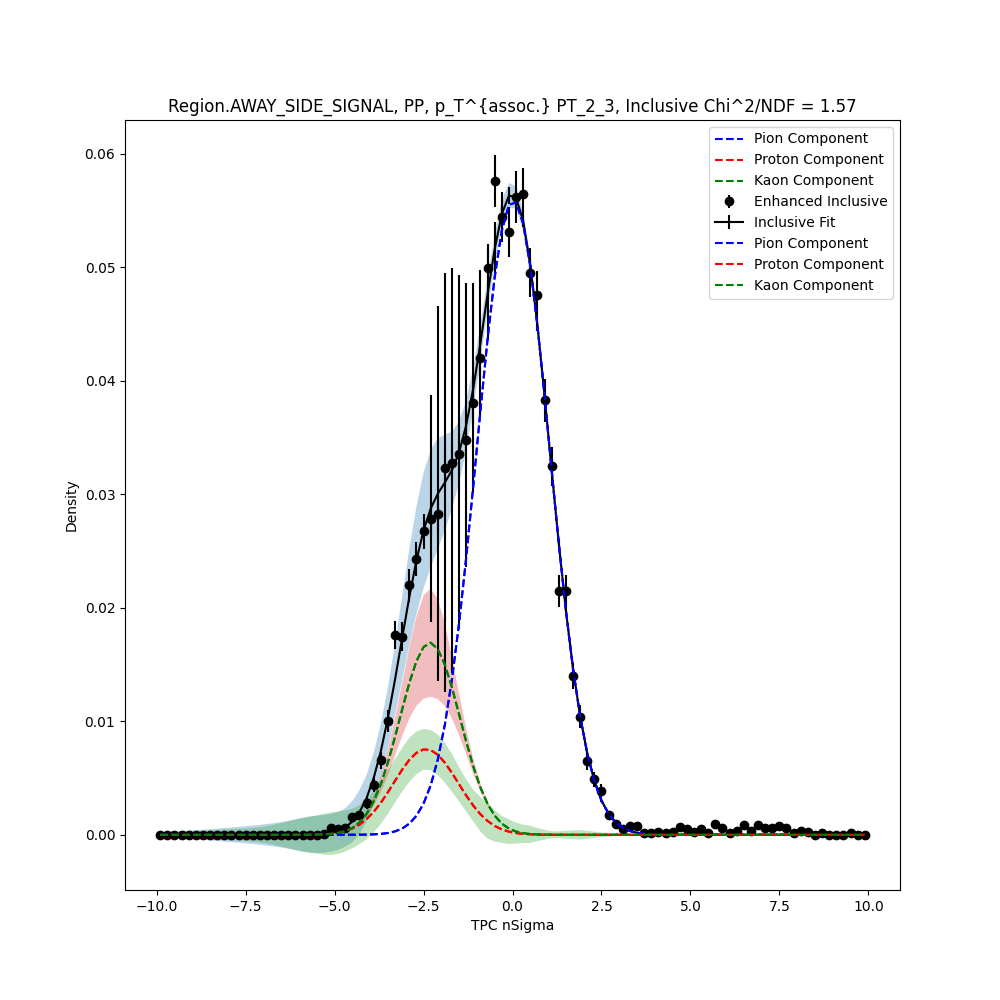 Region.AWAY_SIDE_SIGNAL, PP, p_T^{assoc.} PT_2_3, Inclusive Chi^2/NDF = 1.57
Pion Component
Proton Component
Kaon Component
Enhanced Inclusive
Inclusive Fit
Pion Component
Proton Component
Kaon Component
0.06
0.05
0.04
0.03
0.02
0.01
0.00
Density
−10.0 −7.5 −5.0 −2.5 0.0 2.5 5.0 7.5 10.0
TPC nSigma